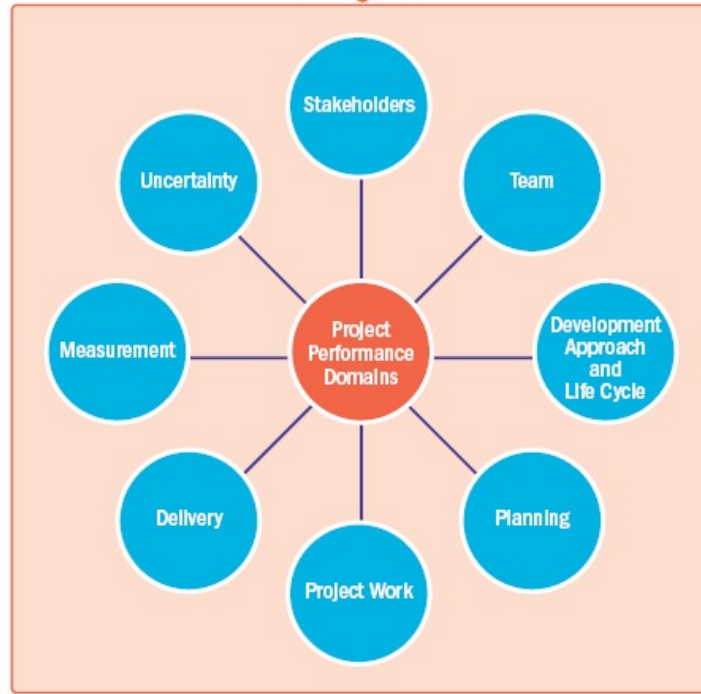 Stakeholders
Team
Development
Approach
and
Life Cycle
Planning
Project Work
Delivery
Measurement
Uncertainty
Project
Performance
Domains